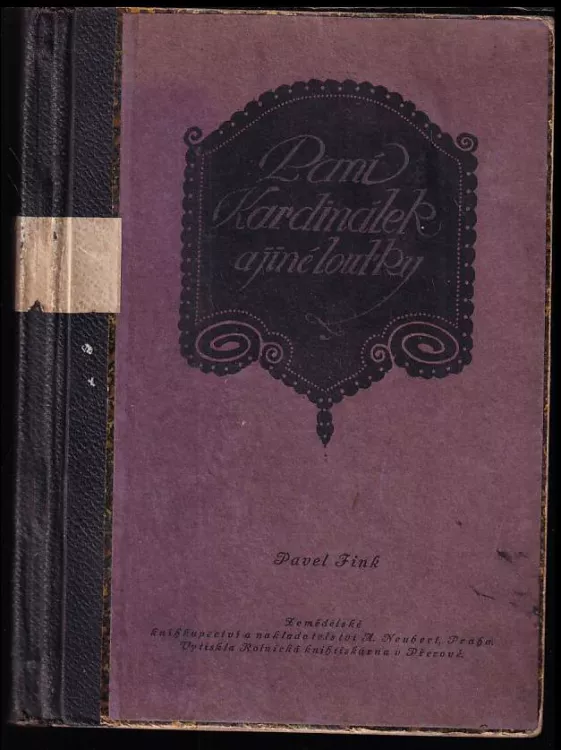 Paní
Kardinálek
a jiné loutky
Pavel Fink
Zemědělské
knihkupectví a nakladatelství A. Neubert, Praha.
Vytiskla Rolnická knihtiskárna v Přerově.